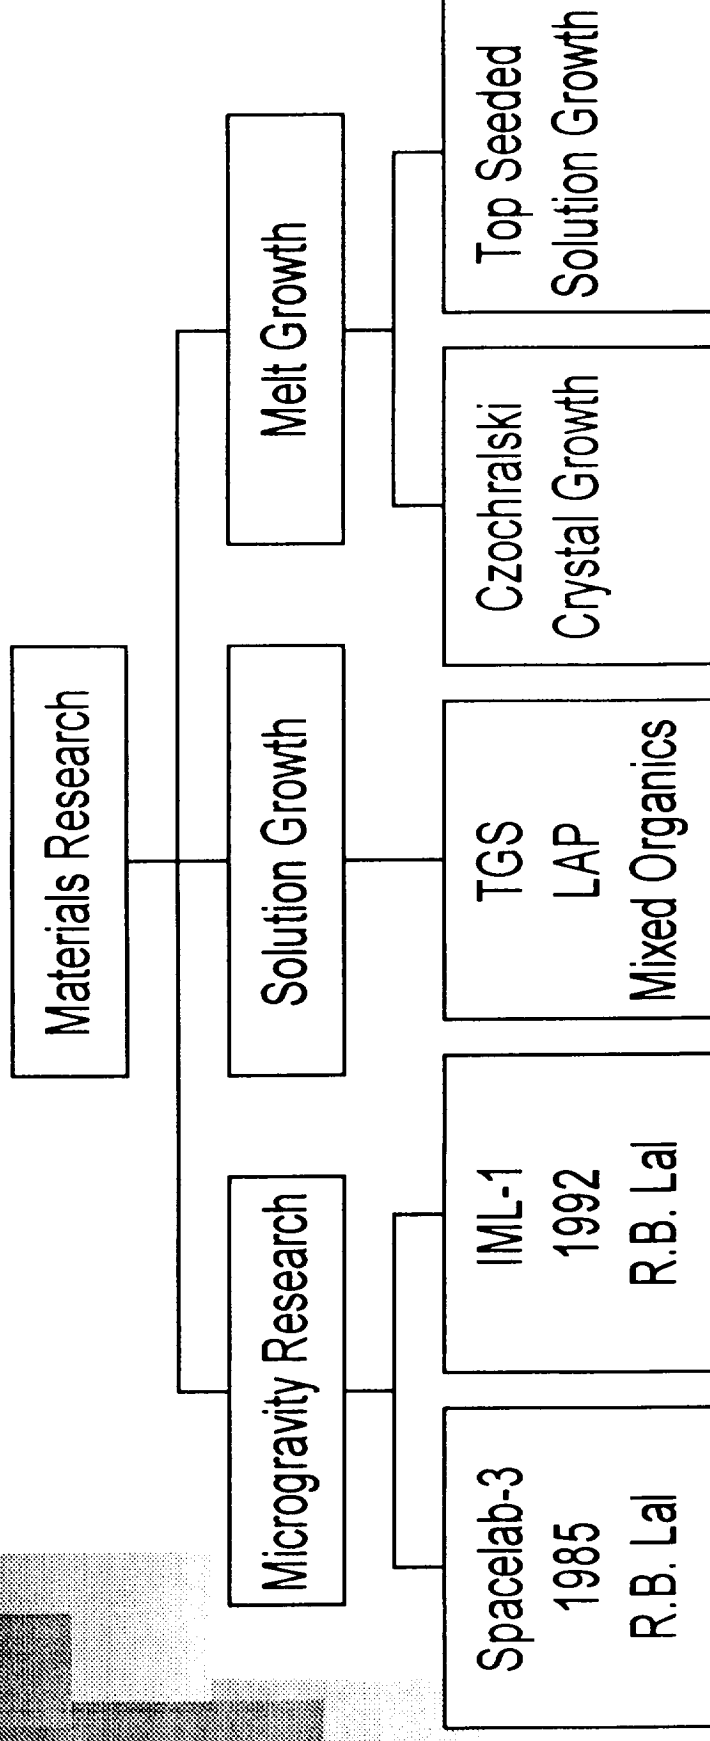 Materials Research
Microgravity Research
Solution Growth
Melt Growth
Spacelab-3
1985
R.B. Lal
IML-1
1992
R.B. Lal
TGS
LAP
Mixed Organics
Czochralski
Crystal Growth
Top Seeded
Solution Growth